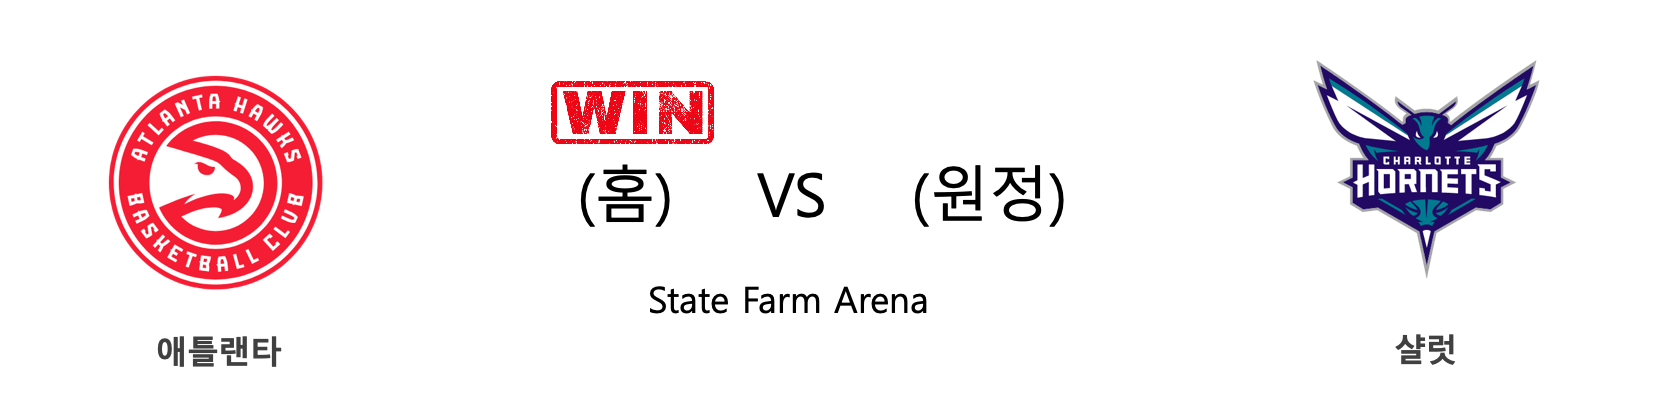 ATLANTA HAWKS
BASKETBALL CLUB
애틀랜타
WIN
(홈) VS (원정)
State Farm Arena
CHARLOTTE
HORNETS
샬럿